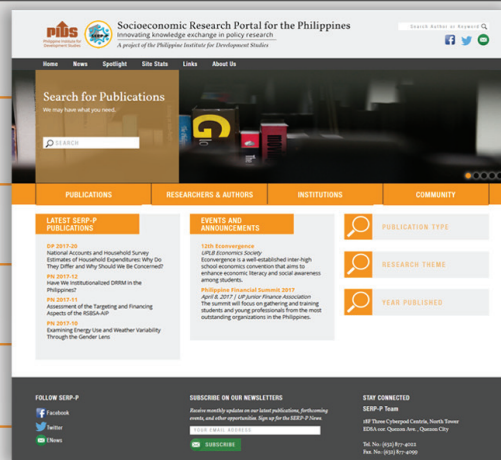 PIDS
Philippine Institute for
Development Studies
SERP-P
Socioeconomic Research Portal for the Philippines
Innovating knowledge exchange in policy research
A project of the Philippine Institute for Development Studies
Search Author or Keyword
Home News Spotlight Site Stats Links About Us
Search for Publications
We may have what you need.
SEARCH
PUBLICATIONS RESEARCHERS & AUTHORS INSTITUTIONS COMMUNITY
LATEST SERP-P
PUBLICATIONS
DP 2017-20
National Accounts and Household Survey
Estimates of Household Expenditures: Why Do
They Differ and Why Should We Be Concerned?
PN 2017-12
Have We Institutionalized DRRM in the
Philippines?
PN 2017-11
Assessment of the Targeting and Financing
Aspects of the RSBSA-AIP
PN 2017-10
Examining Energy Use and Weather Variability
Through the Gender Lens
EVENTS AND
ANNOUNCEMENTS
12th Econvergence
UPLB Economics Society
Econvergence is a well-established inter-high
school economics convention that aims to
enhance economic literacy and social awareness
among students.
Philippine Financial Summit 2017
April 8, 2017 | UP Junior Finance Association
The summit will focus on gathering and training
students and young professionals from the most
outstanding organizations in the Philippines.
PUBLICATION TYPE
RESEARCH THEME
YEAR PUBLISHED
FOLLOW SERP-P
Facebook
Twitter
ENews
SUBSCRIBE ON OUR NEWSLETTERS
Receive monthly updates on our latest publications, forthcoming
events, and other opportunities. Sign up for the SERP-P News.
YOUR EMAIL ADDRESS
SUBSCRIBE
STAY CONNECTED
SERP-P Team
18F Three Cyberpod Centris, North Tower
EDSA cor. Quezon Ave., Quezon City
Tel. No.: (632) 877-4022
Fax. No.: (632) 877-4099